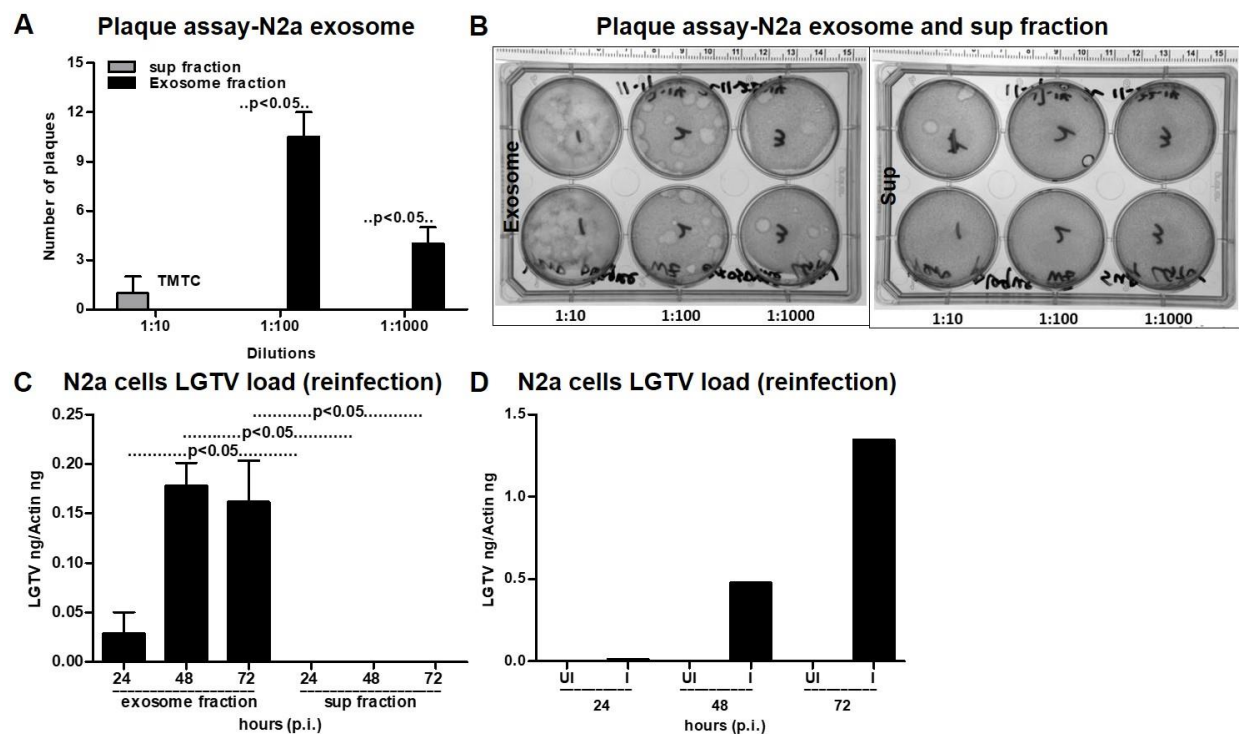 A Plaque assay-N2a exosome
sup fraction
Exosome fraction
Number of plaques
15
12
9
6
3
0
TMTC
..p<0.05..
..p<0.05..
1:10 1:100 1:1000
Dilutions
B Plaque assay-N2a exosome and sup fraction
Exosome
1:10 1:100 1:1000
Sup
1:10 1:100 1:1000
C N2a cells LGTV load (reinfection)
LGTV ng/Actin ng
0.25
0.20
0.15
0.10
0.05
0.00
............p<0.05............
............p<0.05............
............p<0.05............
24 48 72 24 48 72
exosome fraction sup fraction
hours (p.i.)
D N2a cells LGTV load (reinfection)
LGTV ng/Actin ng
1.5
1.0
0.5
0.0
UI I UI I UI I
24 48 72
hours (p.i.)